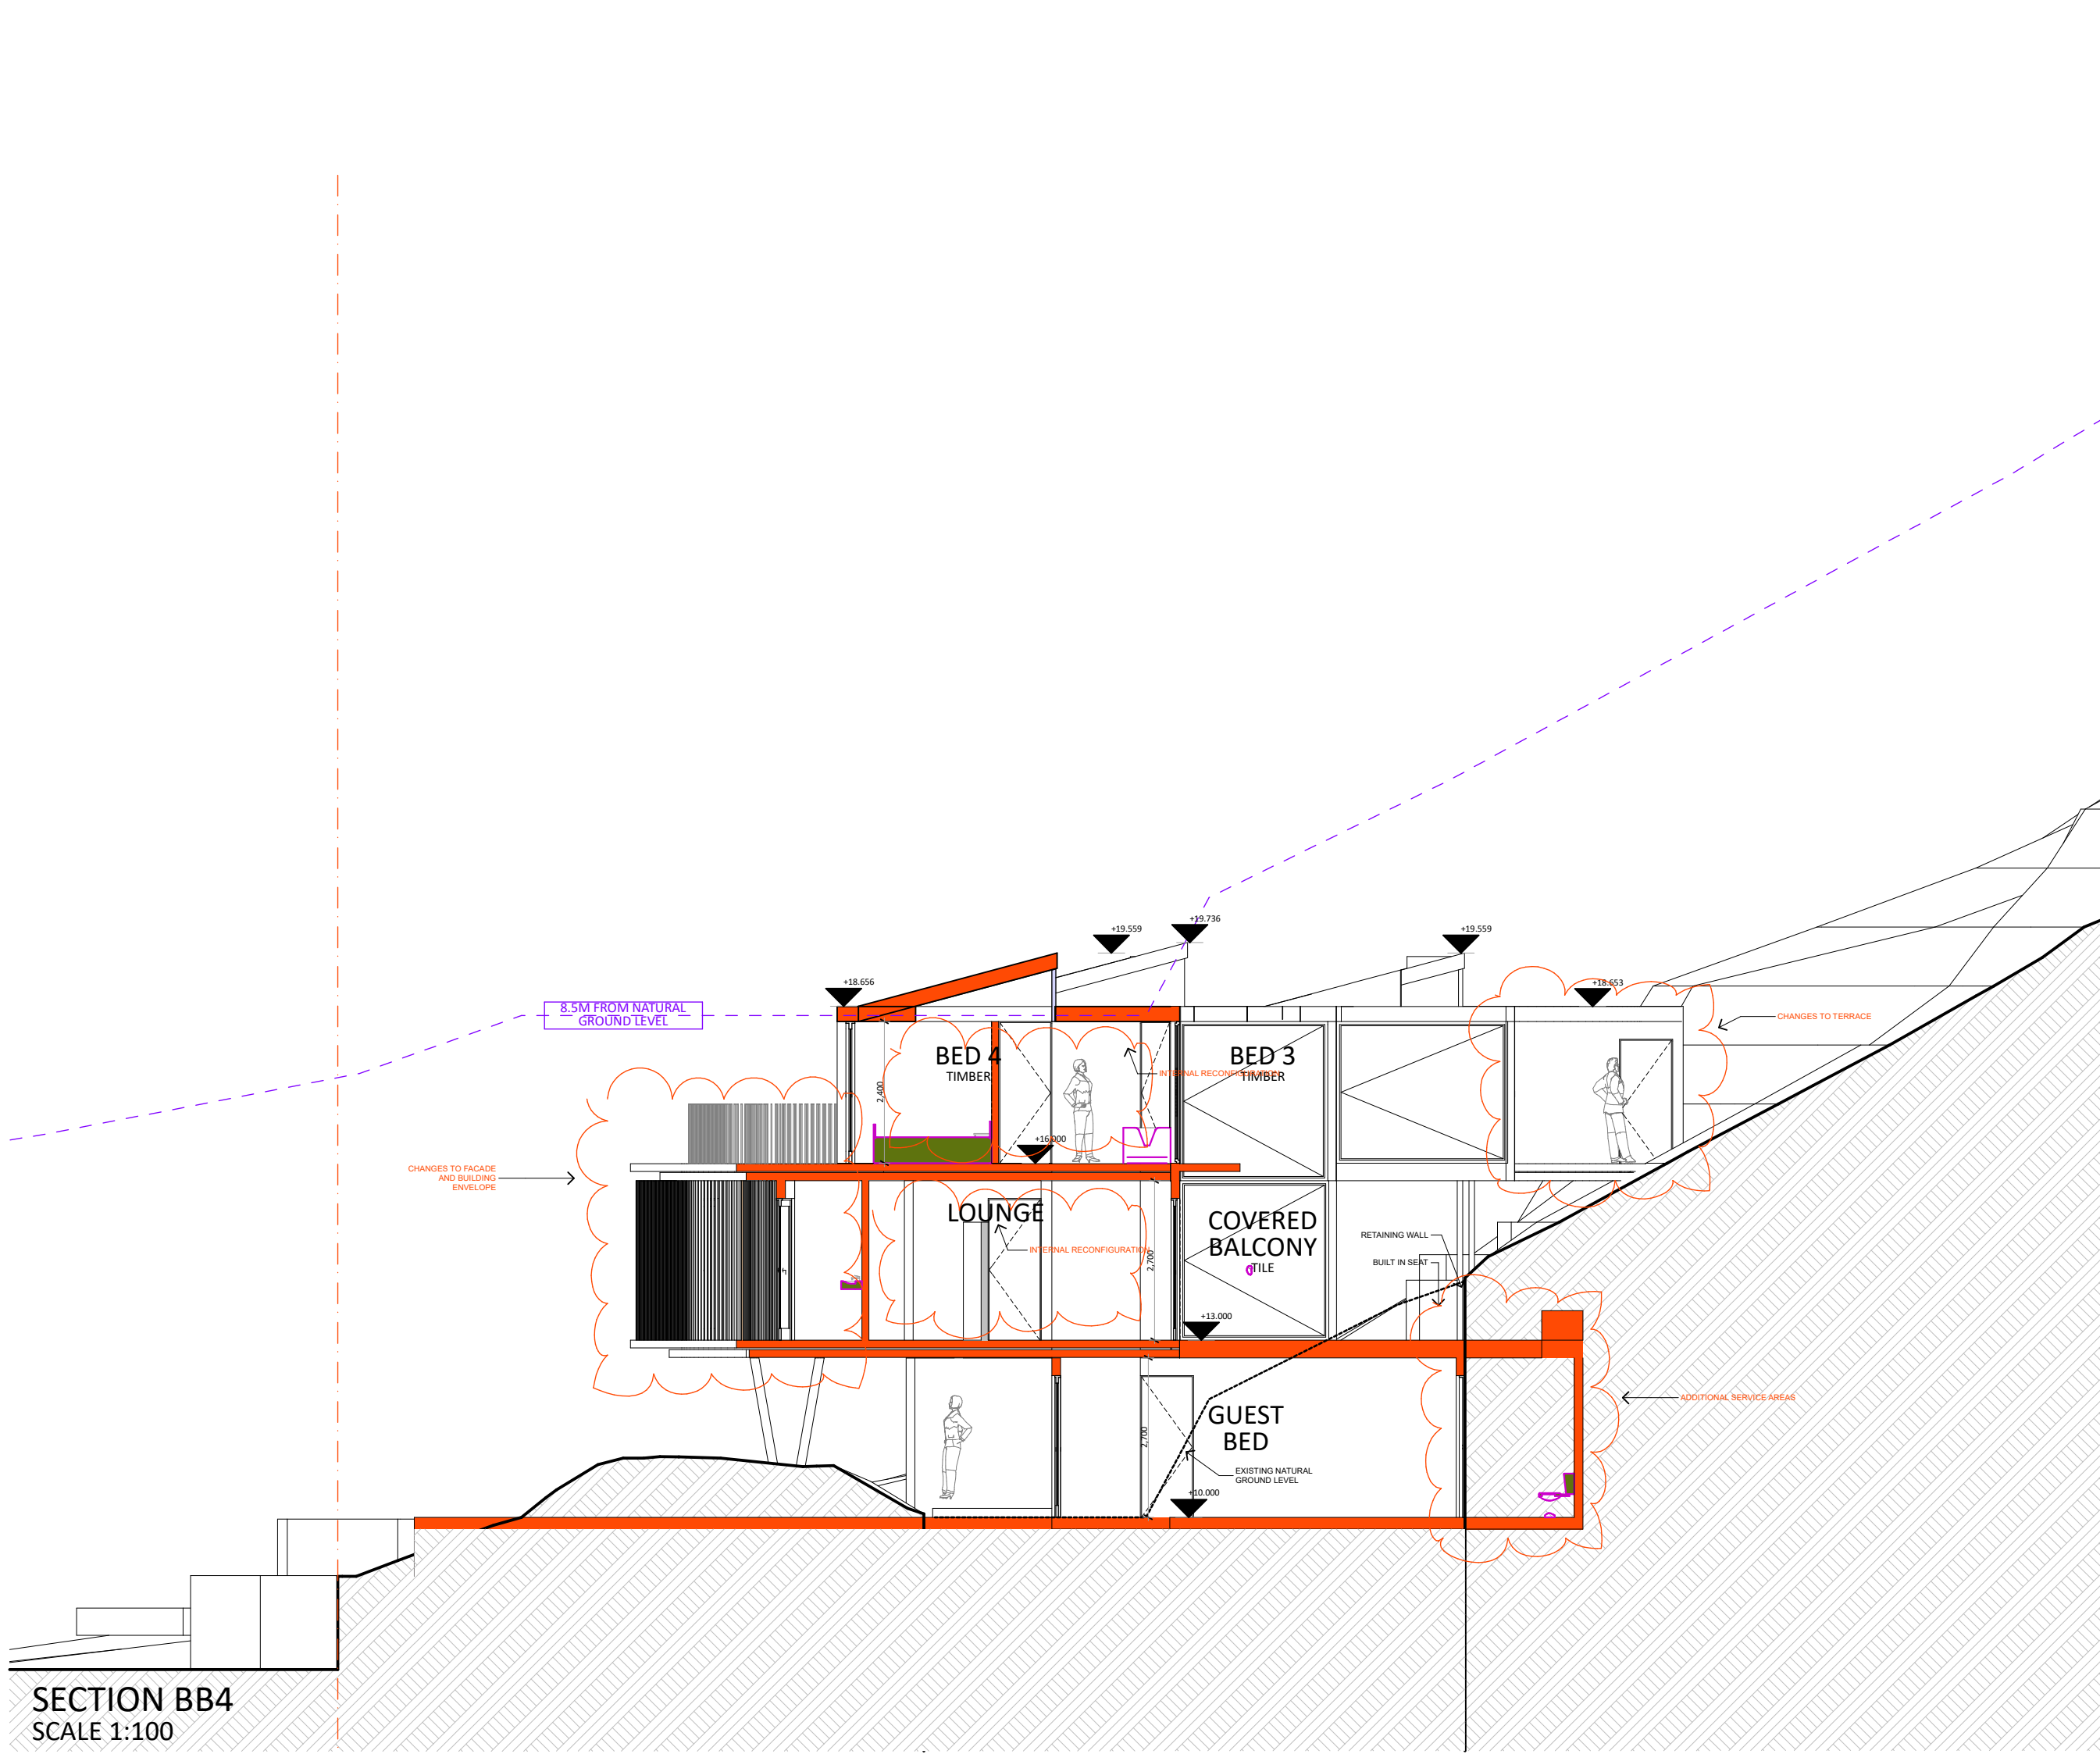 +19.736
+19.559
+19.559
+18.656
+18.653
8.5M FROM NATURAL
GROUND LEVEL
CHANGES TO TERRACE
BED 4
TIMBER
BED 3
TIMBER
INTERNAL RECONFIGURATION
2,400
+16.000
CHANGES TO FACADE
AND BUILDING
ENVELOPE
LOUNGE
INTERNAL RECONFIGURATION
COVERED
BALCONY
TILE
2,700
RETAINING WALL
BUILT IN SEAT
+13.000
ADDITIONAL SERVICE AREAS
GUEST
BED
2,700
EXISTING NATURAL
GROUND LEVEL
+10.000
SECTION BB4
SCALE 1:100